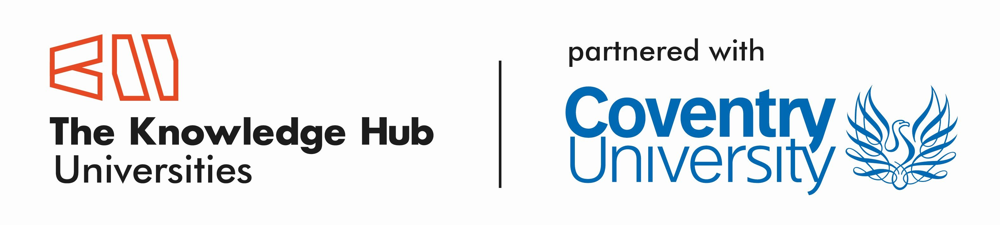 The Knowledge Hub
Universities
partnered with
Coventry
University